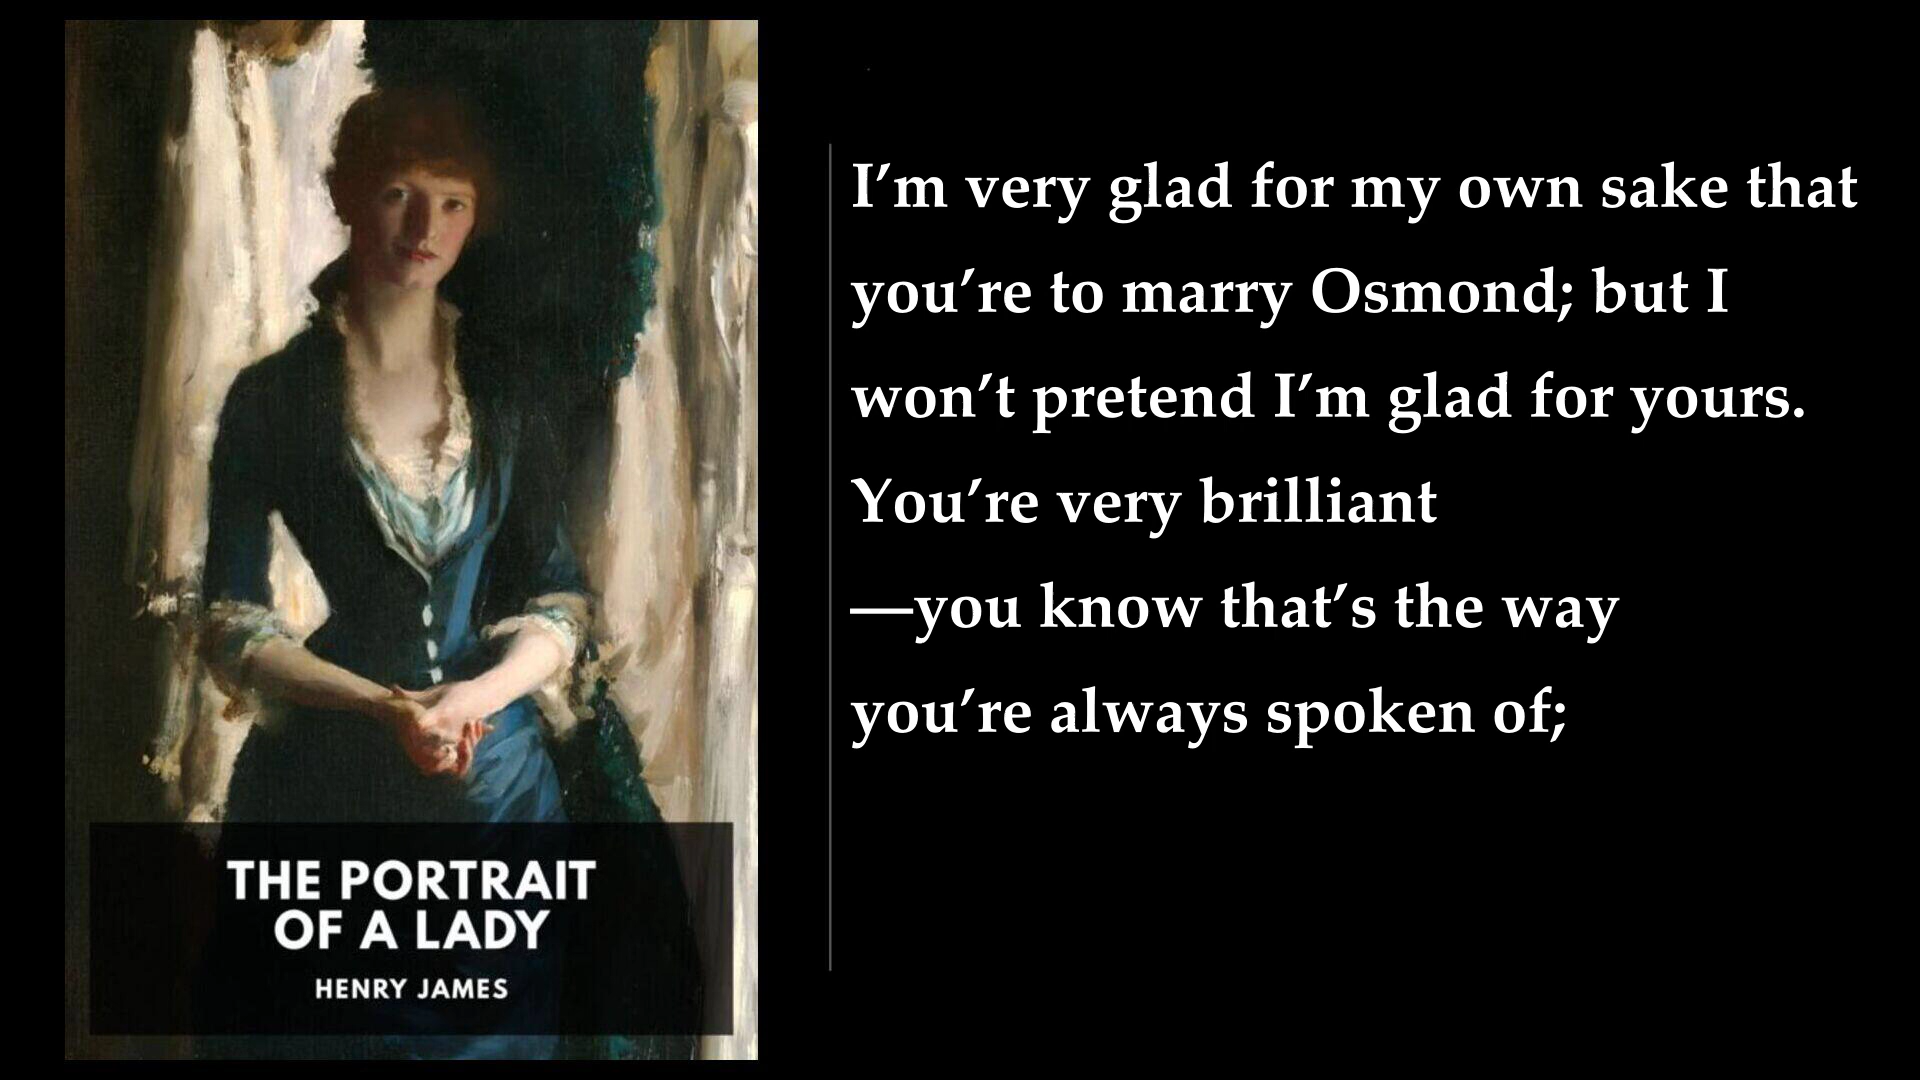 THE PORTRAIT
OF A LADY
HENRY JAMES
I’m very glad for my own sake that
you’re to marry Osmond; but I
won’t pretend I’m glad for yours.
You’re very brilliant
—you know that’s the way
you’re always spoken of;